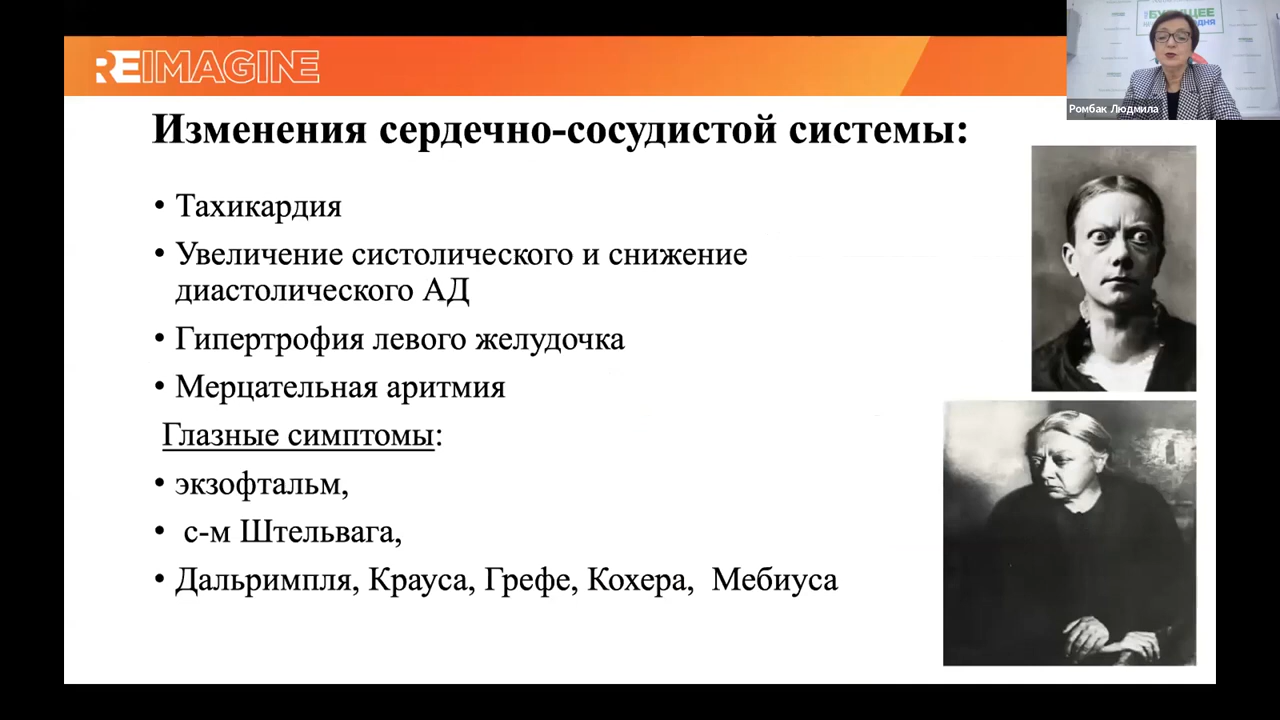 REIMAGINE
БУДУЩЕЕ
Ромбак Людмила
Изменения сердечно-сосудистой системы:
• Тахикардия
• Увеличение систолического и снижение
диастолического АД
• Гипертрофия левого желудочка
• Мерцательная аритмия
Глазные симптомы:
• экзофтальм,
• с-м Штельвага,
• Дальримпля, Крауса, Грефе, Кохера, Мебиуса